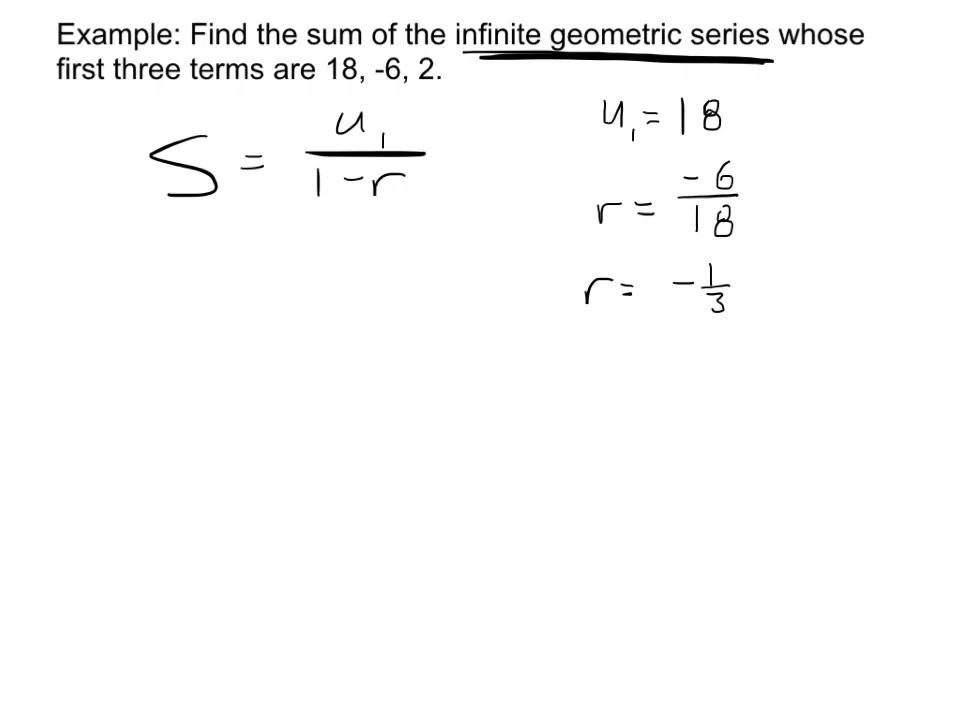 Example: Find the sum of the infinite geometric series whose
first three terms are 18, -6, 2.
S = u₁ / (1 - r)
u₁ = 18
r = -6/18
r = -1/3